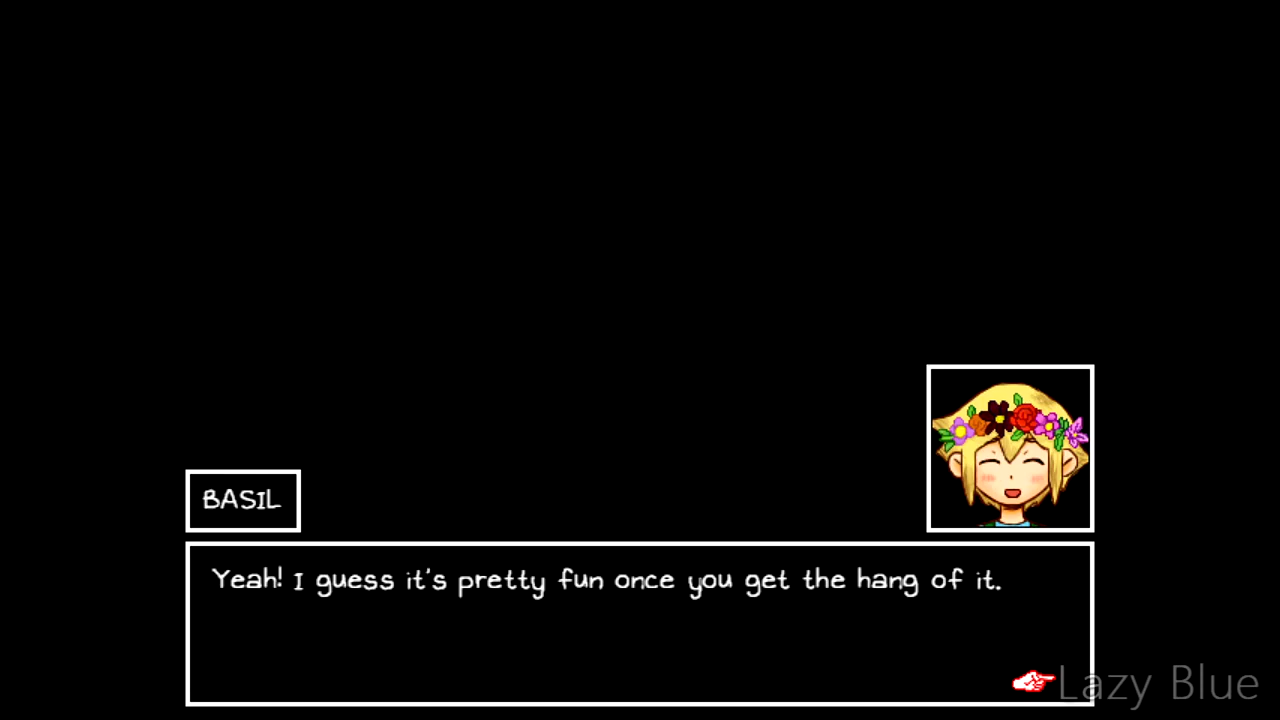 BASIL
Yeah! I guess it's pretty fun once you get the hang of it.
Lazy Blue